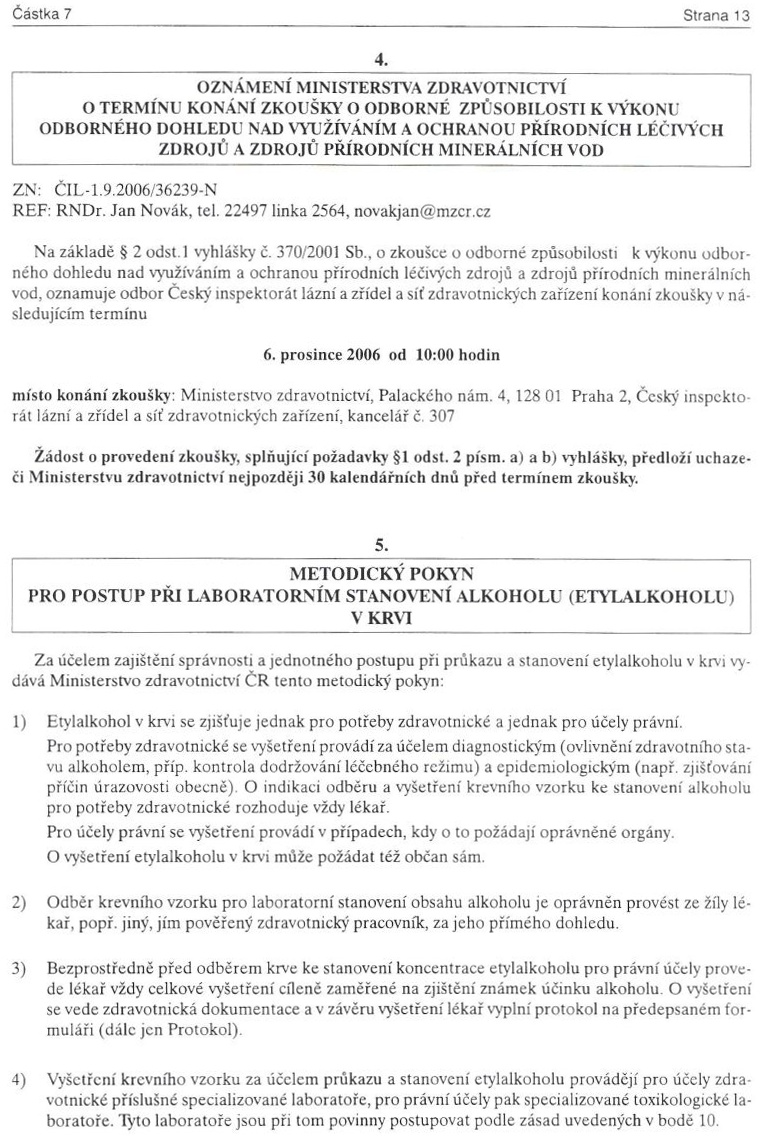 Částka 7
Strana 13
4.
OZNÁMENÍ MINISTERSTVA ZDRAVOTNICTVÍ
O TERMÍNU KONÁNÍ ZKOUŠKY O ODBORNÉ ZPŮSOBILOSTI K VÝKONU
ODBORNÉHO DOHLEDU NAD VYUŽÍVÁNÍM A OCHRANOU PŘÍRODNÍCH LÉČIVÝCH
ZDROJŮ A ZDROJŮ PŘÍRODNÍCH MINERÁLNÍCH VOD
ZN: ČIL-1.9.2006/36239-N
REF: RNDr. Jan Novák, tel. 22497 linka 2564, novakjan@mzcr.cz
Na základě § 2 odst.1 vyhlášky č. 370/2001 Sb., o zkoušce o odborné způsobilosti k výkonu odbor-
ného dohledu nad využíváním a ochranou přírodních léčivých zdrojů a zdrojů přírodních minerálních
vod, oznamuje odbor Český inspektorát lázní a zřídel a síť zdravotnických zařízení konání zkoušky v ná-
sledujícím termínu
6. prosince 2006 od 10:00 hodin
místo konání zkoušky: Ministerstvo zdravotnictví, Palackého nám. 4, 128 01 Praha 2, Český inspekto-
rát lázní a zřídel a síť zdravotnických zařízení, kancelář č. 307
Žádost o provedení zkoušky, splňující požadavky §1 odst. 2 písm. a) a b) vyhlášky, předloží uchaze-
či Ministerstvu zdravotnictví nejpozději 30 kalendářních dnů před termínem zkoušky.
5.
METODICKÝ POKYN
PRO POSTUP PŘI LABORATORNÍM STANOVENÍ ALKOHOLU (ETYLALKOHOLU)
V KRVI
Za účelem zajištění správnosti a jednotného postupu při průkazu a stanovení etylalkoholu v krvi vy-
dává Ministerstvo zdravotnictví ČR tento metodický pokyn:
1) Etylalkohol v krvi se zjišťuje jednak pro potřeby zdravotnické a jednak pro účely právní.
Pro potřeby zdravotnické se vyšetření provádí za účelem diagnostickým (ovlivnění zdravotního sta-
vu alkoholem, příp. kontrola dodržování léčebného režimu) a epidemiologickým (např. zjišťování
příčin úrazovosti obecně). O indikaci odběru a vyšetření krevního vzorku ke stanovení alkoholu
pro potřeby zdravotnické rozhoduje vždy lékař.
Pro účely právní se vyšetření provádí v případech, kdy o to požádají oprávněné orgány.
O vyšetření etylalkoholu v krvi může požádat též občan sám.
2) Odběr krevního vzorku pro laboratorní stanovení obsahu alkoholu je oprávněn provést ze žíly lé-
kař, popř. jiný, jím pověřený zdravotnický pracovník, za jeho přímého dohledu.
3) Bezprostředně před odběrem krve ke stanovení koncentrace etylalkoholu pro právní účely prove-
de lékař vždy celkové vyšetření cíleně zaměřené na zjištění známek účinku alkoholu. O vyšetření
se vede zdravotnická dokumentace a v závěru vyšetření lékař vyplní protokol na předepsaném for-
muláři (dále jen Protokol).
4) Vyšetření krevního vzorku za účelem průkazu a stanovení etylalkoholu provádějí pro účely zdra-
votnické příslušné specializované laboratoře, pro právní účely pak specializované toxikologické la-
boratoře. Tyto laboratoře jsou při tom povinny postupovat podle zásad uvedených v bodě 10.